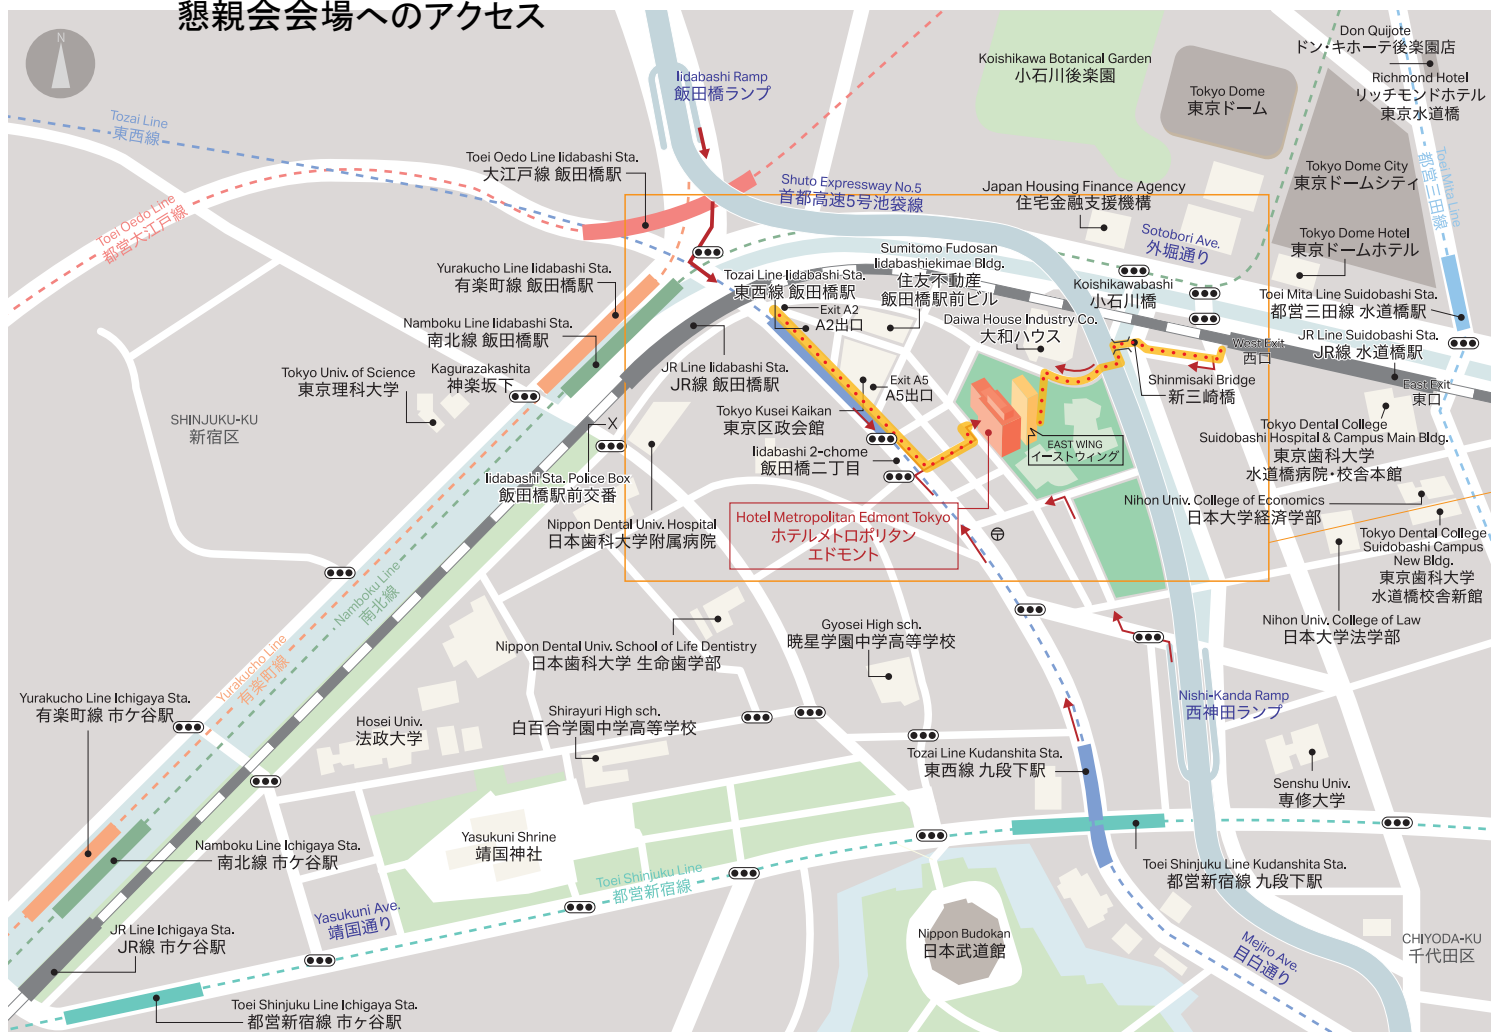 懇親会会場へのアクセス
N
Iidabashi Ramp
飯田橋ランプ
Koishikawa Botanical Garden
小石川後楽園
Tokyo Dome
東京ドーム
Don Quijote
ドン・キホーテ後楽園店
Richmond Hotel
リッチモンドホテル
東京水道橋
Tozai Line
東西線
Toei Oedo Line Iidabashi Sta.
大江戸線 飯田橋駅
Shuto Expressway No.5
首都高速5号池袋線
Japan Housing Finance Agency
住宅金融支援機構
Tokyo Dome City
東京ドームシティ
Toei Mita Line
都営三田線
Toei Oedo Line
都営大江戸線
Sotobori Ave.
外堀通り
Tokyo Dome Hotel
東京ドームホテル
Yurakucho Line Iidabashi Sta.
有楽町線 飯田橋駅
Tozai Line Iidabashi Sta.
東西線 飯田橋駅
Sumitomo Fudosan
Iidabashiekimae Bldg.
住友不動産
飯田橋駅前ビル
Koishikawabashi
小石川橋
Toei Mita Line Suidobashi Sta.
都営三田線 水道橋駅
Exit A2
A2出口
Namboku Line Iidabashi Sta.
南北線 飯田橋駅
Daiwa House Industry Co.
大和ハウス
West Exit
西口
JR Line Suidobashi Sta.
JR線 水道橋駅
Tokyo Univ. of Science
東京理科大学
Kagurazakashita
神楽坂下
JR Line Iidabashi Sta.
JR線 飯田橋駅
Exit A5
A5出口
Shinmisaki Bridge
新三崎橋
East Exit
東口
SHINJUKU-KU
新宿区
Tokyo Kusei Kaikan
東京区政会館
EAST WING
イーストウィング
Tokyo Dental College
Suidobashi Hospital & Campus Main Bldg.
東京歯科大学
水道橋病院・校舎本館
X
Iidabashi 2-chome
飯田橋二丁目
Iidabashi Sta. Police Box
飯田橋駅前交番
Nihon Univ. College of Economics
日本大学経済学部
Nippon Dental Univ. Hospital
日本歯科大学附属病院
Hotel Metropolitan Edmont Tokyo
ホテルメトロポリタン
エドモント
〒
Tokyo Dental College
Suidobashi Campus
New Bldg.
東京歯科大学
水道橋校舎新館
Namboku Line
南北線
Nihon Univ. College of Law
日本大学法学部
Nippon Dental Univ. School of Life Dentistry
日本歯科大学 生命歯学部
Gyosei High sch.
暁星学園中学高等学校
Yurakucho Line
有楽町線
Yurakucho Line Ichigaya Sta.
有楽町線 市ケ谷駅
Nishi-Kanda Ramp
西神田ランプ
Hosei Univ.
法政大学
Shirayuri High sch.
白百合学園中学高等学校
Tozai Line Kudanshita Sta.
東西線 九段下駅
Senshu Univ.
専修大学
Namboku Line Ichigaya Sta.
南北線 市ケ谷駅
Yasukuni Shrine
靖国神社
Toei Shinjuku Line
都営新宿線
Toei Shinjuku Line Kudanshita Sta.
都営新宿線 九段下駅
Yasukuni Ave.
靖国通り
JR Line Ichigaya Sta.
JR線 市ケ谷駅
Nippon Budokan
日本武道館
Mejiro Ave.
目白通り
CHIYODA-KU
千代田区
Toei Shinjuku Line Ichigaya Sta.
都営新宿線 市ヶ谷駅